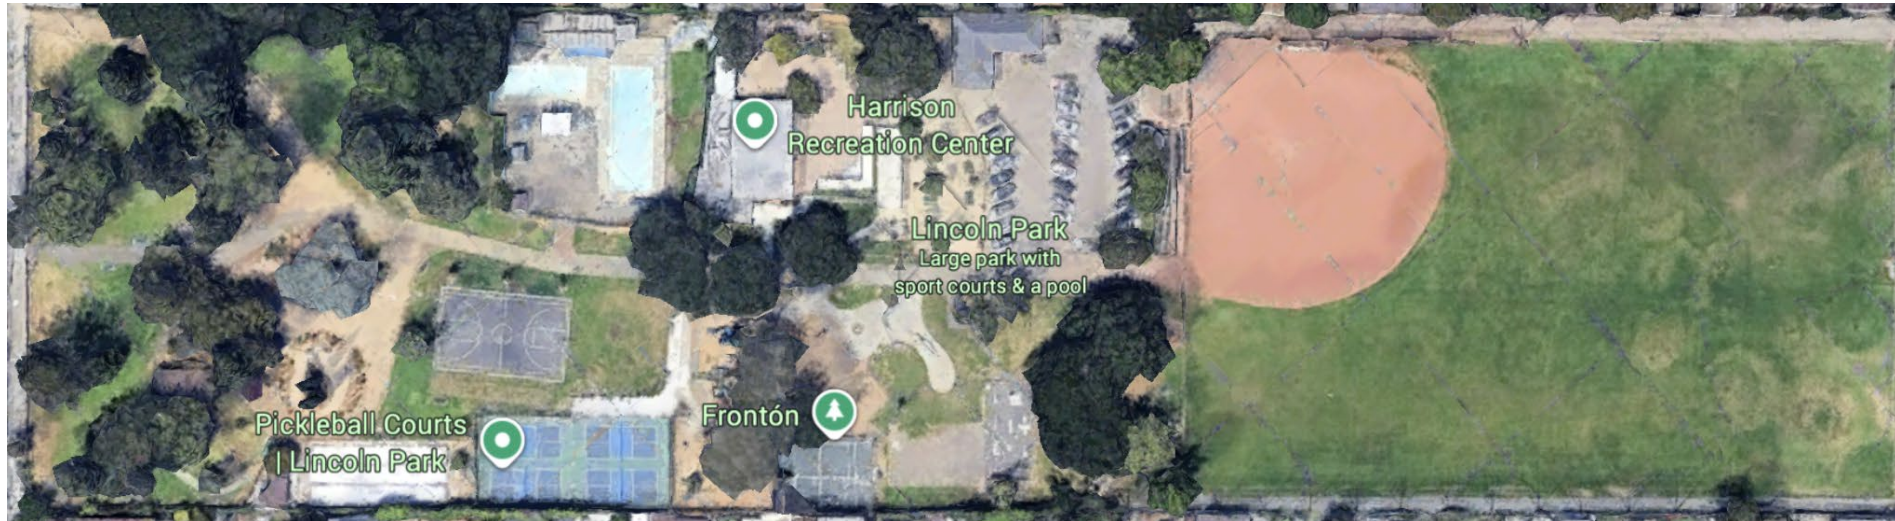 Harrison
Recreation Center
Lincoln Park
Large park with
sport courts & a pool
Pickleball Courts
| Lincoln Park
Frontón